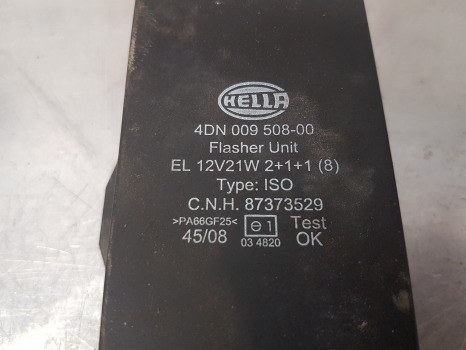 HELLA
4DN 009 508-00
Flasher Unit
EL 12V21W 2+1+1 (8)
Type: ISO
C.N.H. 87373529
>PA66GF25< e1 Test
45/08 03 4820 OK